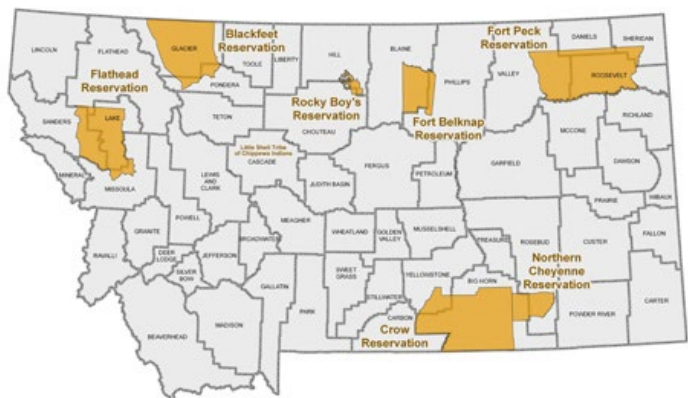 LINCOLN
FLATHEAD
GLACIER
Blackfeet
Reservation
TOOLE
LIBERTY
HILL
BLAINE
Fort Peck
Reservation
DANIELS
SHERIDAN
Flathead
Reservation
PONDERA
PHILLIPS
VALLEY
ROOSEVELT
Rocky Boy's
Reservation
Fort Belknap
Reservation
SANDERS
LAKE
TETON
CHOUTEAU
RICHLAND
MCCONE
Little Shell Tribe
of Chippewa Indians
CASCADE
MINERAL
MISSOULA
LEWIS
AND
CLARK
FERGUS
PETROLEUM
GARFIELD
DAWSON
JUDITH BASIN
POWELL
PRAIRIE
WIBAUX
GRANITE
MEAGHER
RAVALLI
DEER
LODGE
JEFFERSON
BROADWATER
WHEATLAND
GOLDEN
VALLEY
MUSSELSHELL
TREASURE
ROSEBUD
CUSTER
FALLON
SILVER
BOW
Northern
Cheyenne
Reservation
SWEET
GRASS
YELLOWSTONE
BIG HORN
GALLATIN
PARK
STILLWATER
CARBON
POWDER RIVER
CARTER
BEAVERHEAD
MADISON
Crow
Reservation